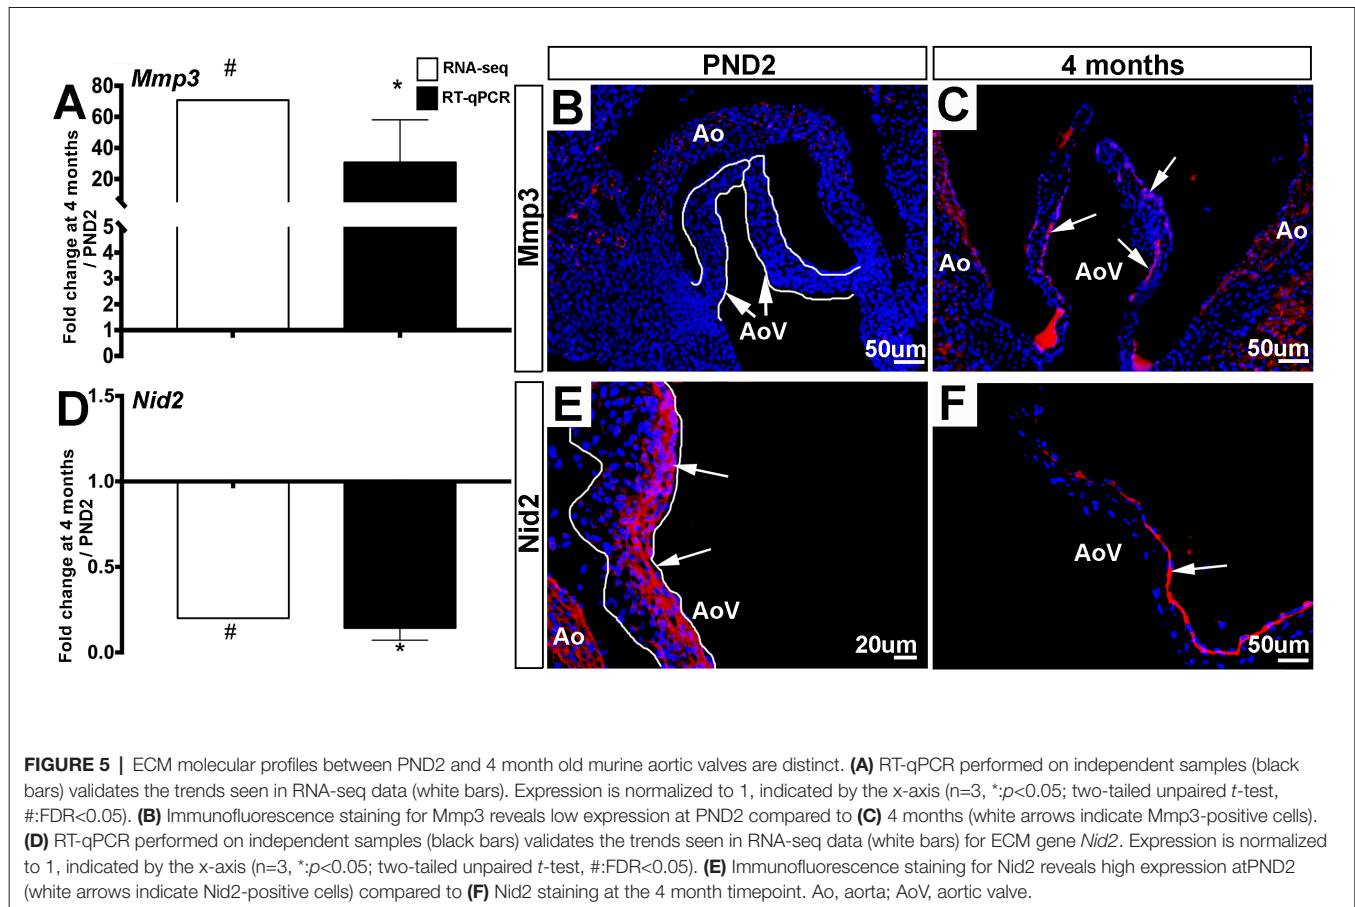 PND2
4 months
A
Mmp3
#
*
RNA-seq
RT-qPCR
Fold change at 4 months
/ PND2
80
60
40
20
5
4
3
2
1
0
Mmp3
B
Ao
AoV
50um
C
Ao
AoV
Ao
50um
D
Nid2
Fold change at 4 months
/ PND2
1.5
1.0
0.5
0.0
#
*
Nid2
E
Ao
AoV
20um
F
AoV
50um
FIGURE 5 | ECM molecular profiles between PND2 and 4 month old murine aortic valves are distinct. (A) RT-qPCR performed on independent samples (black
bars) validates the trends seen in RNA-seq data (white bars). Expression is normalized to 1, indicated by the x-axis (n=3, *:p<0.05; two-tailed unpaired t-test,
#:FDR<0.05). (B) Immunofluorescence staining for Mmp3 reveals low expression at PND2 compared to (C) 4 months (white arrows indicate Mmp3-positive cells).
(D) RT-qPCR performed on independent samples (black bars) validates the trends seen in RNA-seq data (white bars) for ECM gene Nid2. Expression is normalized
to 1, indicated by the x-axis (n=3, *:p<0.05; two-tailed unpaired t-test, #:FDR<0.05). (E) Immunofluorescence staining for Nid2 reveals high expression atPND2
(white arrows indicate Nid2-positive cells) compared to (F) Nid2 staining at the 4 month timepoint. Ao, aorta; AoV, aortic valve.